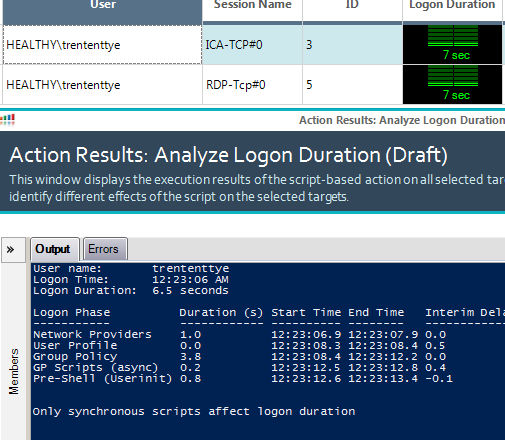 User Session Name ID Logon Duration
HEALTHY\trententtye ICA-TCP#0 3 7 sec
HEALTHY\trententtye RDP-Tcp#0 5 7 sec
Action Results: Analyze Logon Duration
Action Results: Analyze Logon Duration (Draft)
This window displays the execution results of the script-based action on all selected tar
identify different effects of the script on the selected targets.
» Output Errors
Members
User name: trententtye
Logon Time: 12:23:06 AM
Logon Duration: 6.5 seconds
Logon Phase Duration (s) Start Time End Time Interim Dela
----------- ------------ ---------- -------- ------------
Network Providers 1.0 12:23:06.9 12:23:07.9 0.0
User Profile 0.0 12:23:08.3 12:23:08.4 0.5
Group Policy 3.8 12:23:08.4 12:23:12.2 0.0
GP Scripts (async) 0.2 12:23:12.5 12:23:12.8 0.4
Pre-Shell (Userinit) 0.8 12:23:12.6 12:23:13.4 -0.1
Only synchronous scripts affect logon duration